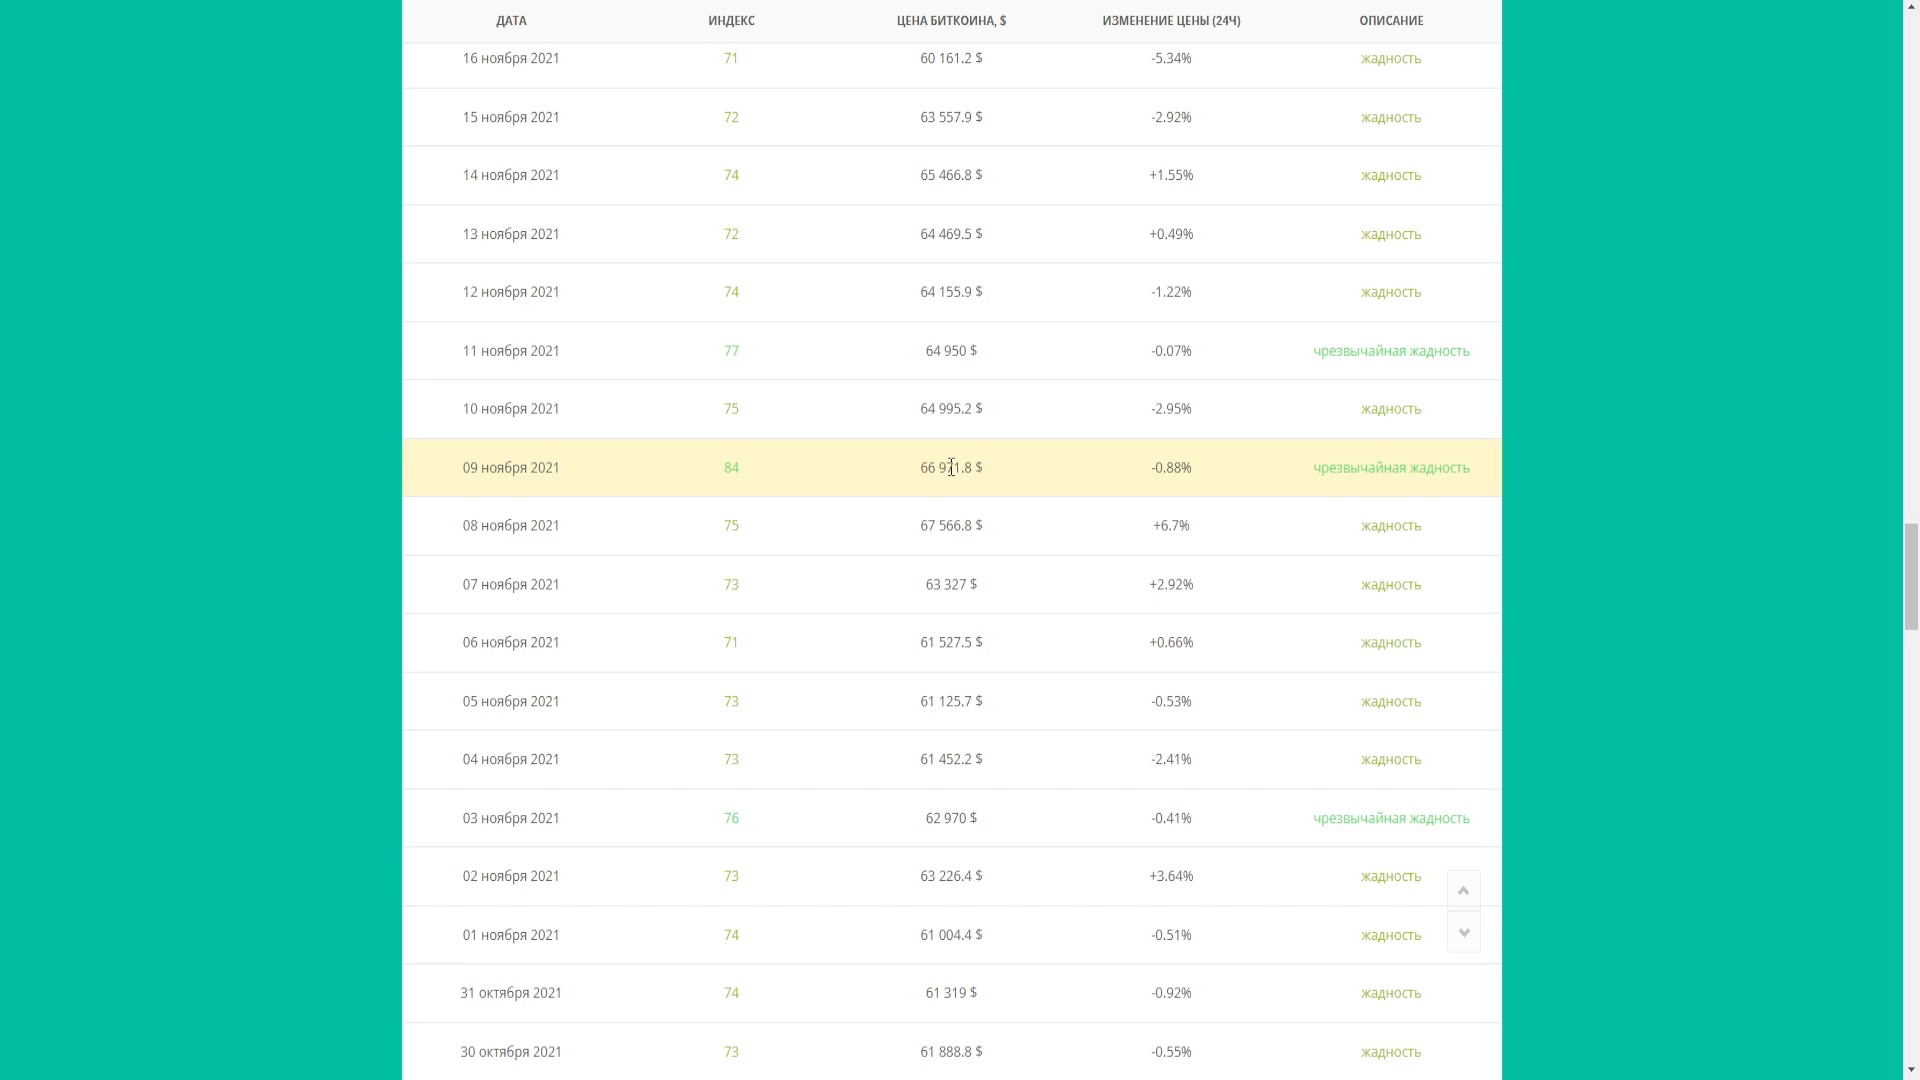 ДАТА ИНДЕКС ЦЕНА БИТКОИНА, $ ИЗМЕНЕНИЕ ЦЕНЫ (24Ч) ОПИСАНИЕ
16 ноября 2021 71 60 161.2 $ -5.34% жадность
15 ноября 2021 72 63 557.9 $ -2.92% жадность
14 ноября 2021 74 65 466.8 $ +1.55% жадность
13 ноября 2021 72 64 469.5 $ +0.49% жадность
12 ноября 2021 74 64 155.9 $ -1.22% жадность
11 ноября 2021 77 64 950 $ -0.07% чрезвычайная жадность
10 ноября 2021 75 64 995.2 $ -2.95% жадность
09 ноября 2021 84 66 971.8 $ -0.88% чрезвычайная жадность
08 ноября 2021 75 67 566.8 $ +6.7% жадность
07 ноября 2021 73 63 327 $ +2.92% жадность
06 ноября 2021 71 61 527.5 $ +0.66% жадность
05 ноября 2021 73 61 125.7 $ -0.53% жадность
04 ноября 2021 73 61 452.2 $ -2.41% жадность
03 ноября 2021 76 62 970 $ -0.41% чрезвычайная жадность
02 ноября 2021 73 63 226.4 $ +3.64% жадность
01 ноября 2021 74 61 004.4 $ -0.51% жадность
31 октября 2021 74 61 319 $ -0.92% жадность
30 октября 2021 73 61 888.8 $ -0.55% жадность